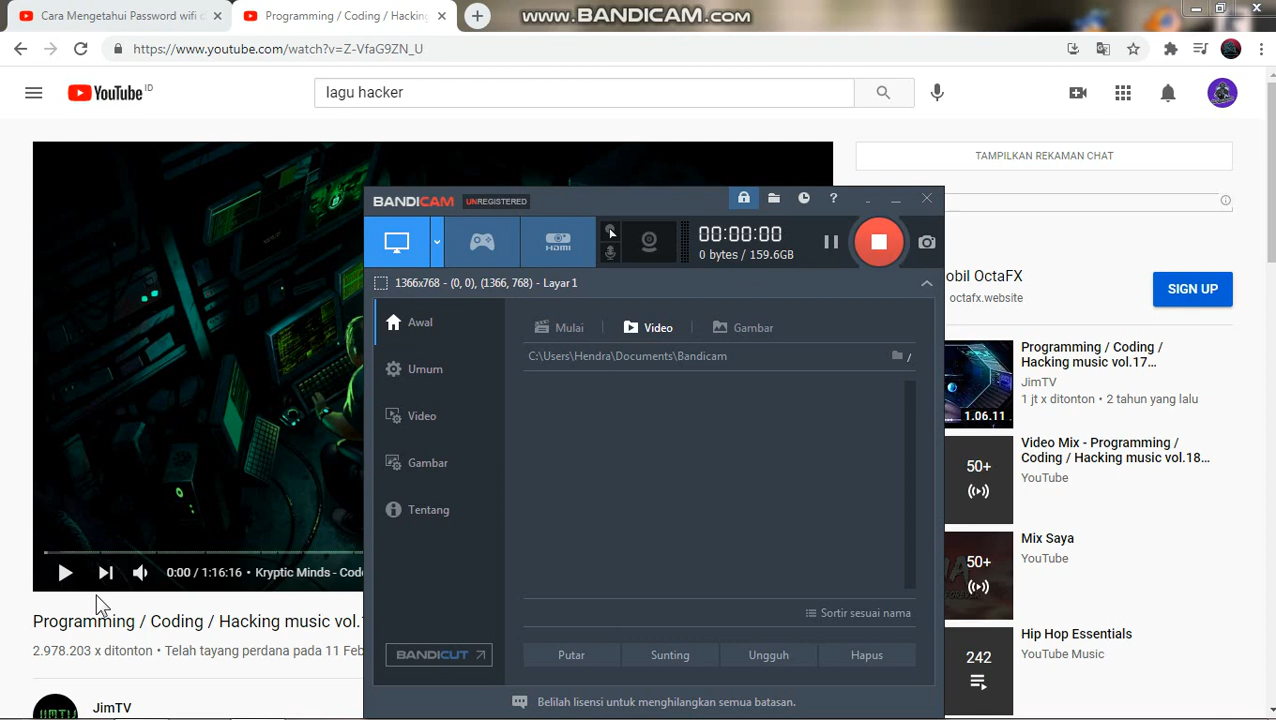 Cara Mengetahui Password wifi d
Programming / Coding / Hacking
WWW.BANDICAM.COM
https://www.youtube.com/watch?v=Z-VfaG9ZN_U
YouTube ID
lagu hacker
TAMPILKAN REKAMAN CHAT
BANDICAM UNREGISTERED
?
HDMI
00:00:00
0 bytes / 159.6GB
1366x768 - (0, 0), (1366, 768) - Layar 1
Awal
Umum
Video
Gambar
Tentang
Mulai
Video
Gambar
C:\Users\Hendra\Documents\Bandicam
/
Sortir sesuai nama
BANDICUT
Putar
Sunting
Ungguh
Hapus
Belilah lisensi untuk menghilangkan semua batasan.
0:00 / 1:16:16 • Kryptic Minds - Code
Programming / Coding / Hacking music vol.
2.978.203 x ditonton • Telah tayang perdana pada 11 Feb
JIMTV
JimTV
obil OctaFX
octafx.website
SIGN UP
Programming / Coding /
Hacking music vol.17…
JimTV
1 jt x ditonton • 2 tahun yang lalu
1.06.11
Video Mix - Programming /
Coding / Hacking music vol.18…
YouTube
50+
Mix Saya
YouTube
50+
Hip Hop Essentials
YouTube Music
242